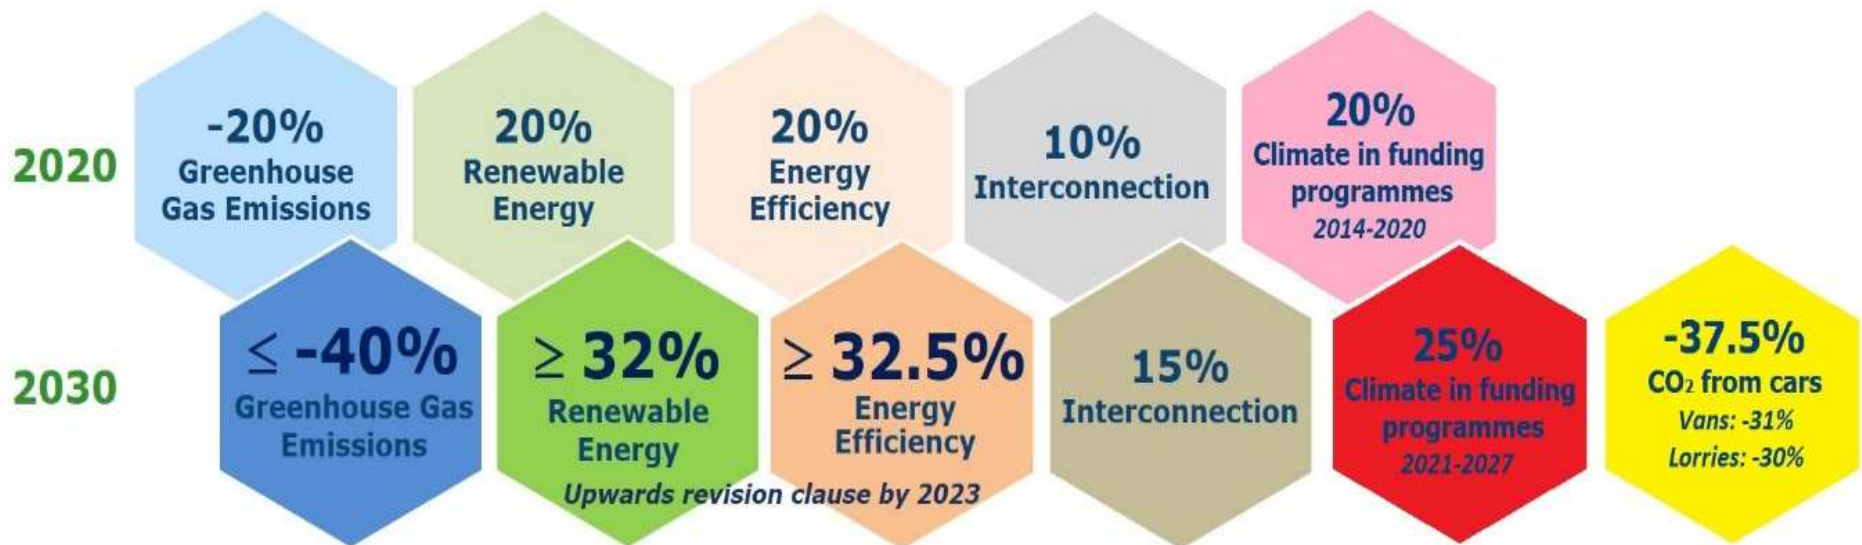 2020
-20%
Greenhouse
Gas Emissions
20%
Renewable
Energy
20%
Energy
Efficiency
10%
Interconnection
20%
Climate in funding
programmes
2014-2020
2030
≤ -40%
Greenhouse Gas
Emissions
≥ 32%
Renewable
Energy
≥ 32.5%
Energy
Efficiency
Upwards revision clause by 2023
15%
Interconnection
25%
Climate in funding
programmes
2021-2027
-37.5%
CO₂ from cars
Vans: -31%
Lorries: -30%